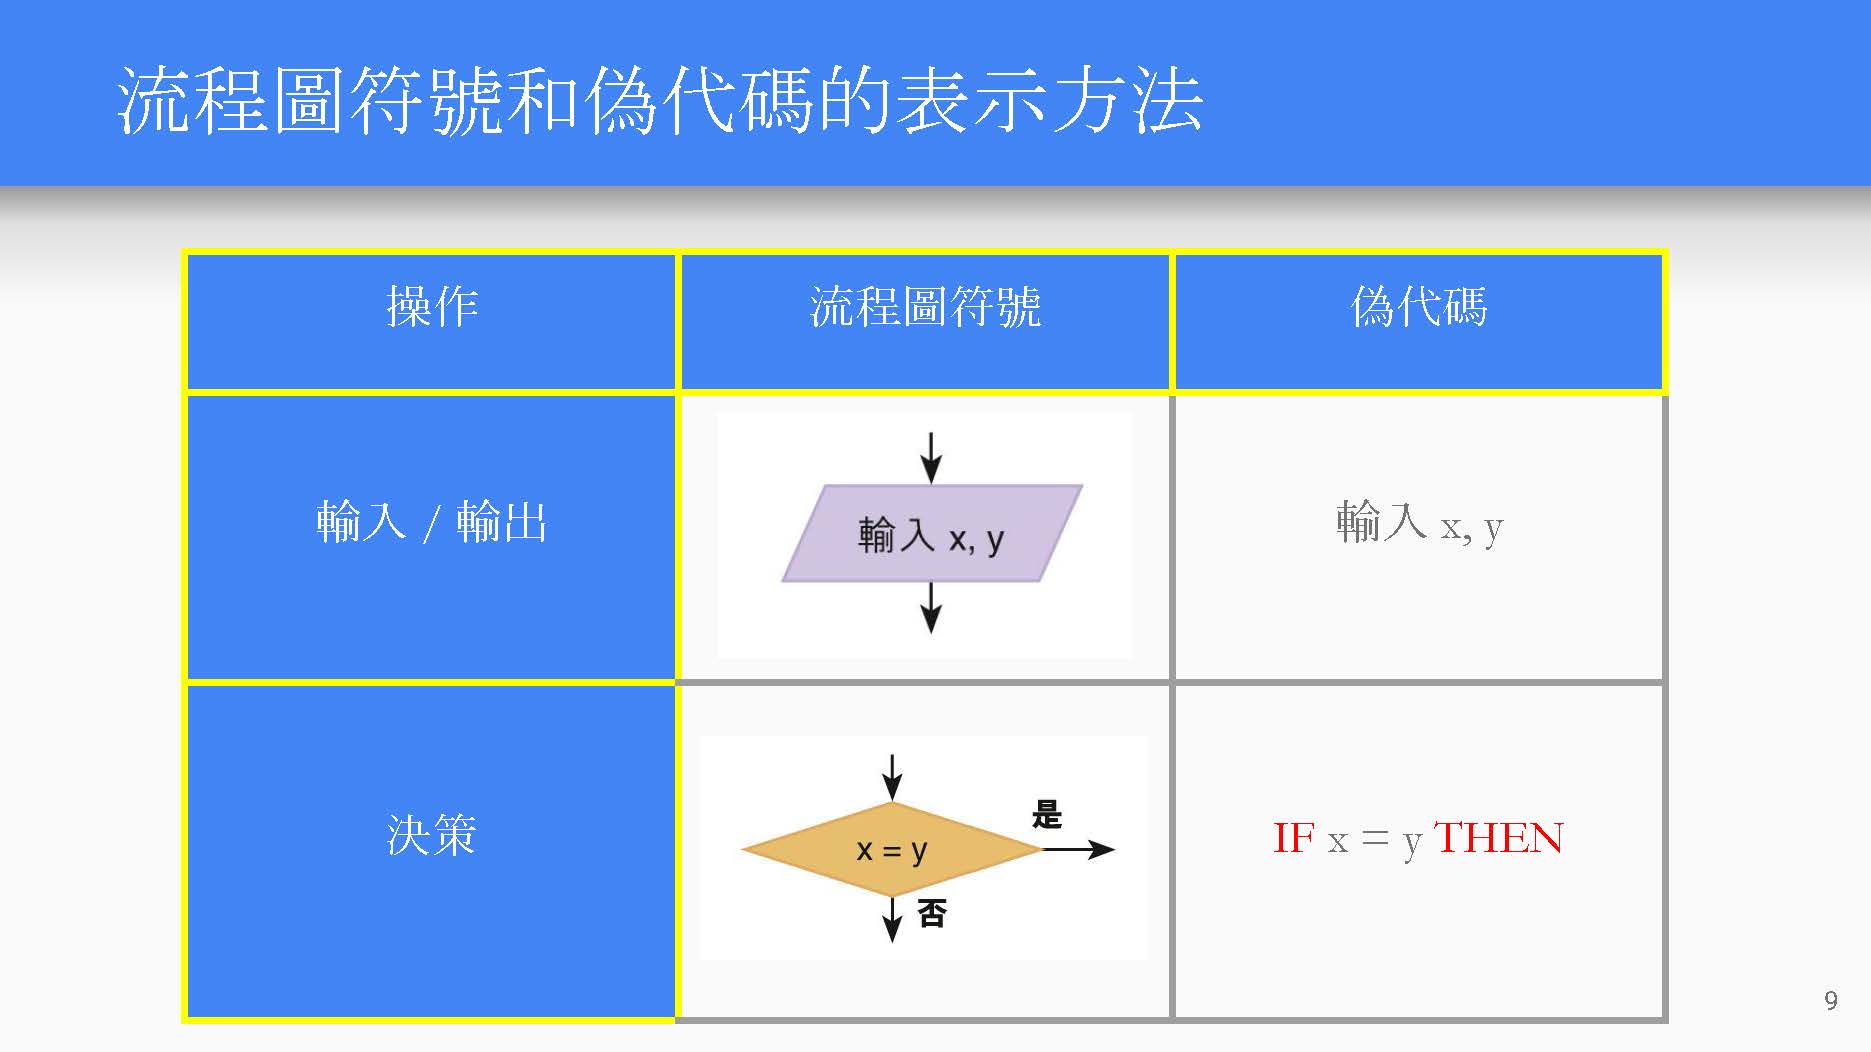 流程圖符號和偽代碼的表示方法
操作
流程圖符號
偽代碼
輸入 / 輸出
輸入 x, y
輸入 x, y
決策
x = y
是
否
IF x = y THEN
9